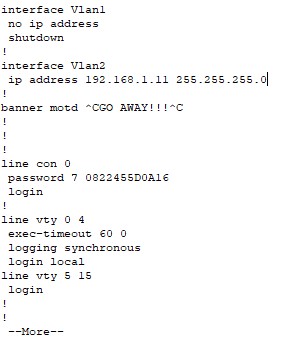 interface Vlan1
 no ip address
 shutdown
!
interface Vlan2
 ip address 192.168.1.11 255.255.255.0
!
banner motd ^CGO AWAY!!!^C
!
!
!
line con 0
 password 7 0822455D0A16
 login
!
line vty 0 4
 exec-timeout 60 0
 logging synchronous
 login local
line vty 5 15
 login
!
!
 --More--